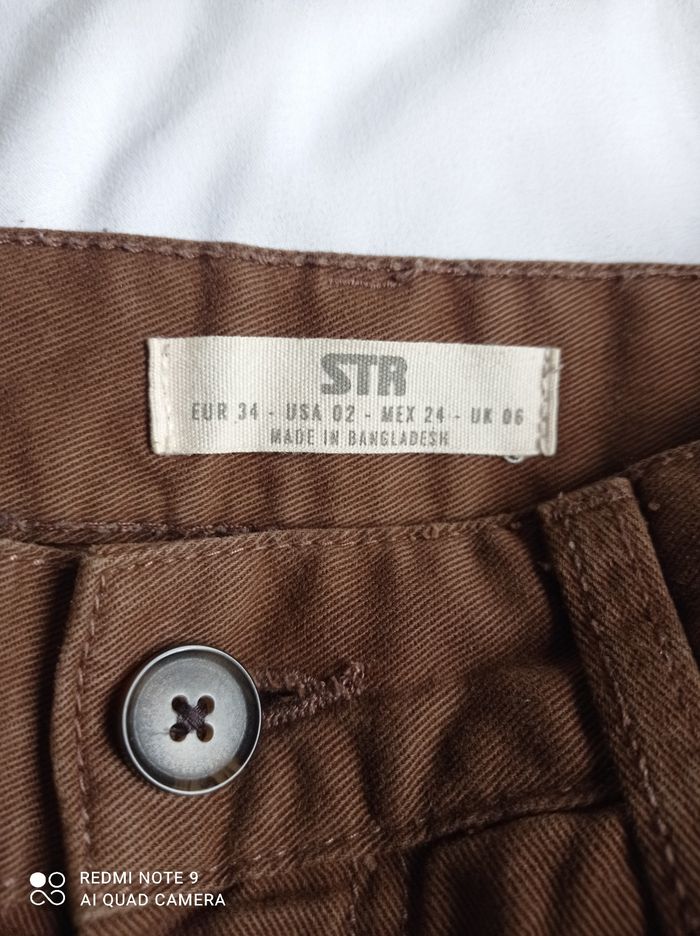 STR
EUR 34 - USA 02 - MEX 24 - UK 06
MADE IN BANGLADESH
REDMI NOTE 9
AI QUAD CAMERA